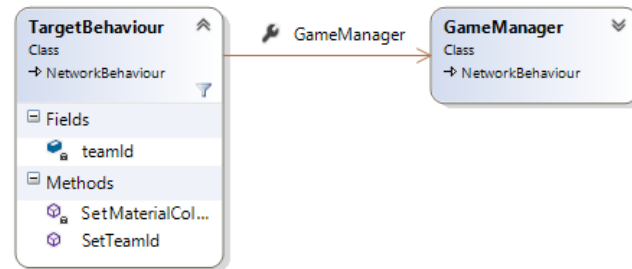 TargetBehaviour
Class
NetworkBehaviour
Fields
teamId
Methods
SetMaterialCol...
SetTeamId
GameManager
GameManager
Class
NetworkBehaviour